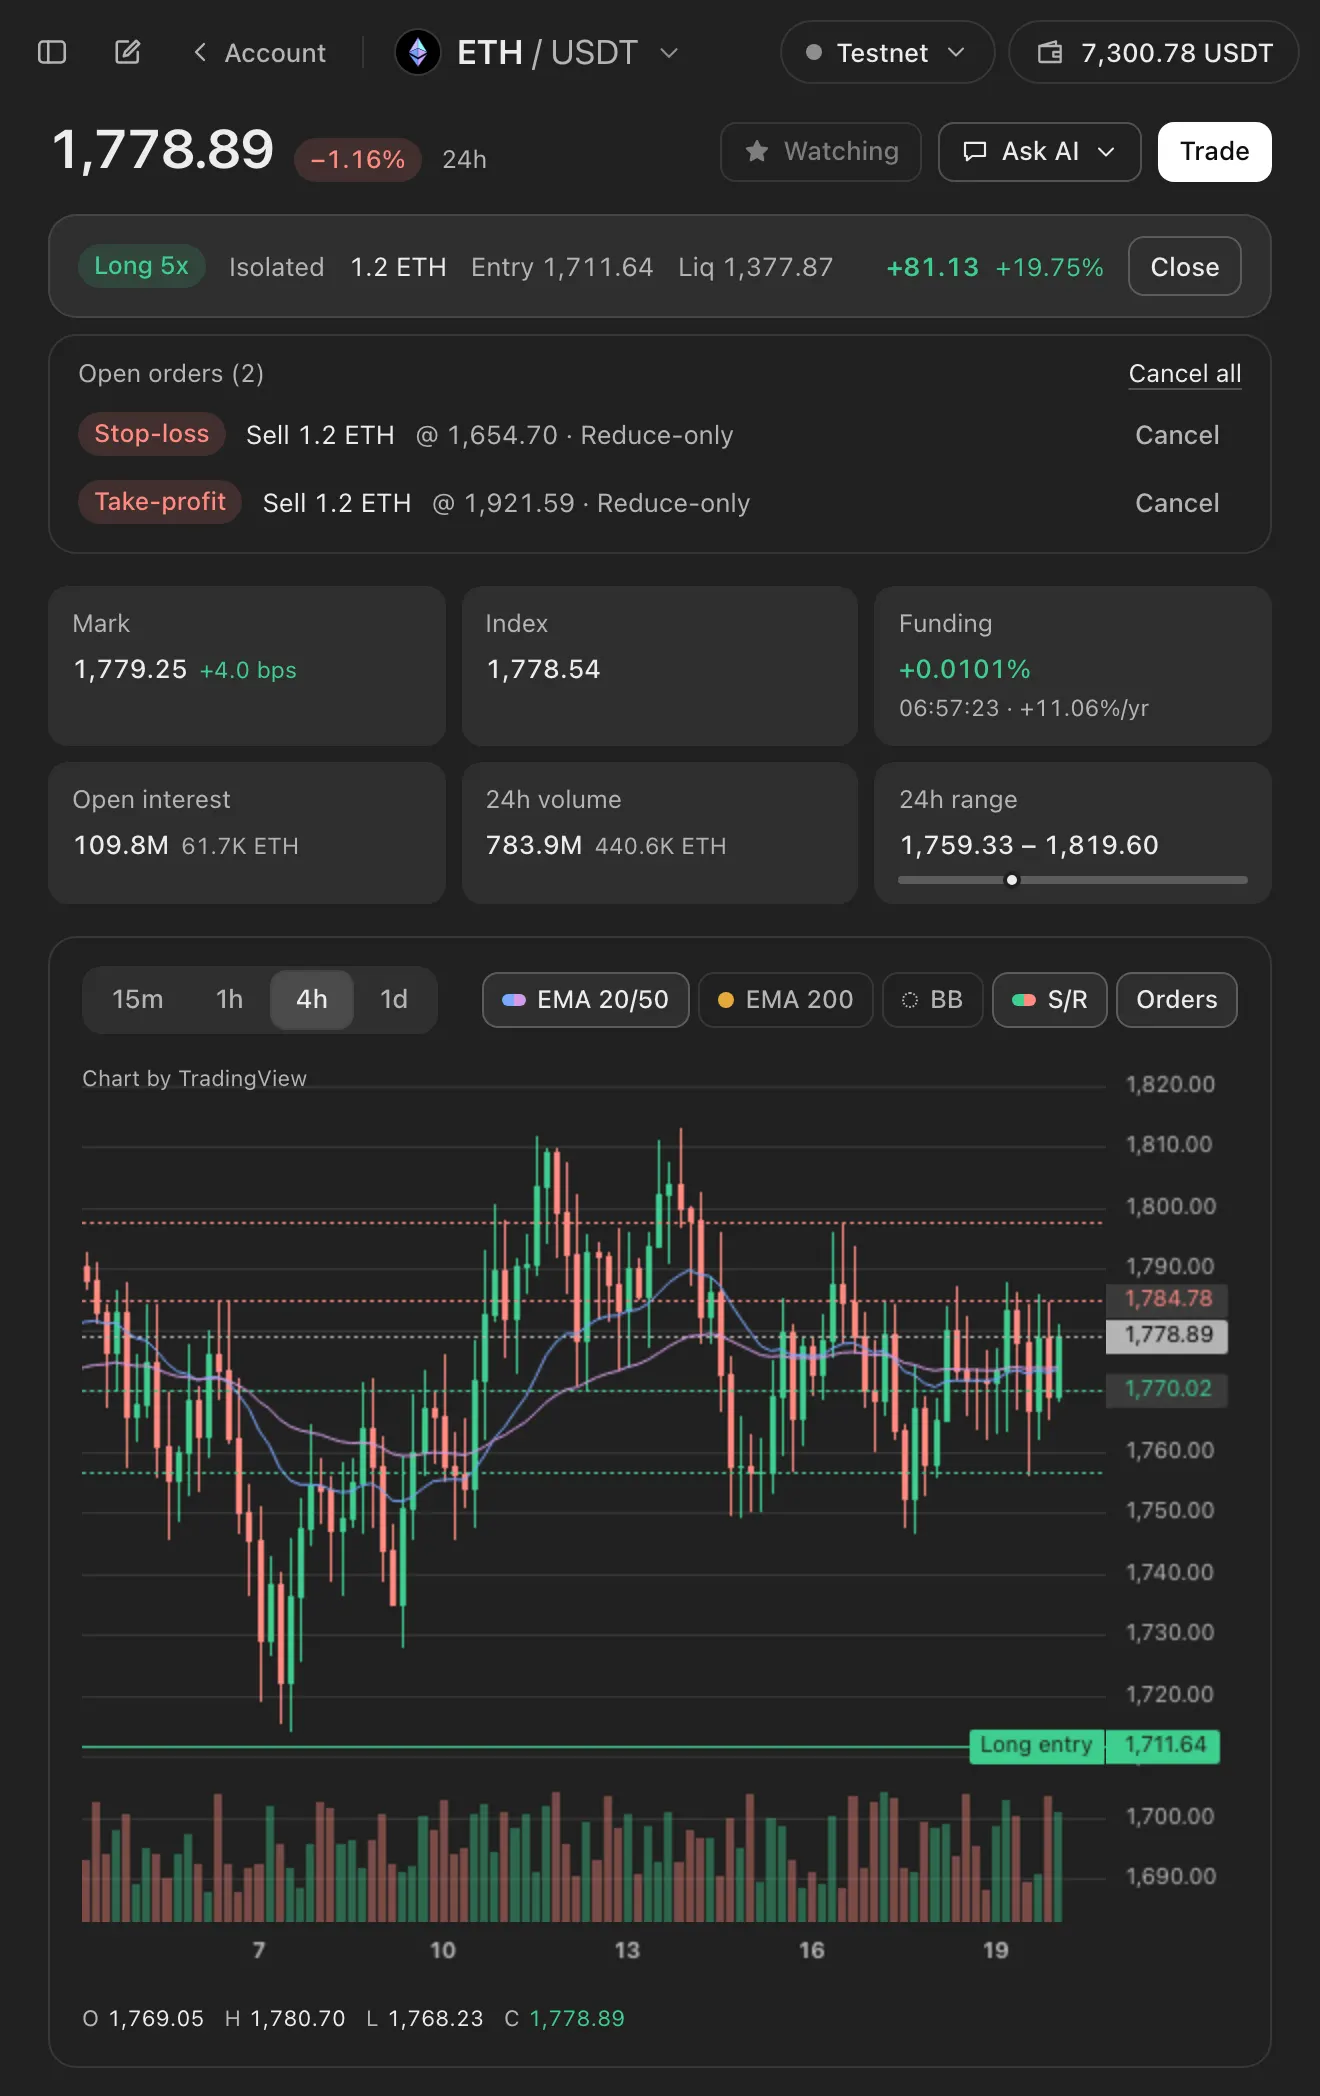 Account
ETH / USDT
Testnet
7,300.78 USDT
1,778.89 −1.16% 24h
Watching
Ask AI
Trade
Long 5x Isolated 1.2 ETH Entry 1,711.64 Liq 1,377.87 +81.13 +19.75% Close
Open orders (2) Cancel all
Stop-loss Sell 1.2 ETH @ 1,654.70 · Reduce-only Cancel
Take-profit Sell 1.2 ETH @ 1,921.59 · Reduce-only Cancel
Mark
1,779.25 +4.0 bps
Index
1,778.54
Funding
+0.0101%
06:57:23 · +11.06%/yr
Open interest
109.8M 61.7K ETH
24h volume
783.9M 440.6K ETH
24h range
1,759.33 – 1,819.60
15m 1h 4h 1d
EMA 20/50 EMA 200 BB S/R Orders
Chart by TradingView
1,820.00
1,810.00
1,800.00
1,790.00
1,784.78
1,778.89
1,770.02
1,760.00
1,750.00
1,740.00
1,730.00
1,720.00
Long entry 1,711.64
1,700.00
1,690.00
7 10 13 16 19
O 1,769.05 H 1,780.70 L 1,768.23 C 1,778.89